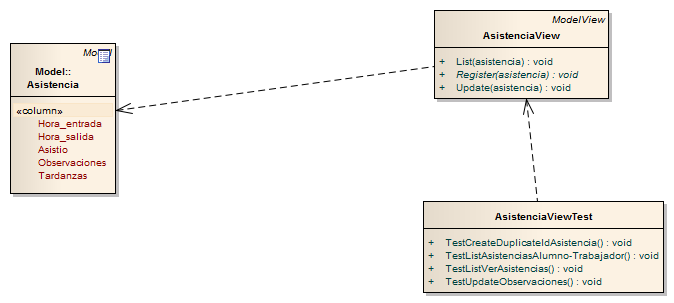 Model
Model::
Asistencia
«column»
Hora_entrada
Hora_salida
Asistio
Observaciones
Tardanzas
ModelView
AsistenciaView
+ List(asistencia) : void
+ Register(asistencia) : void
+ Update(asistencia) : void
AsistenciaViewTest
+ TestCreateDuplicateIdAsistencia() : void
+ TestListAsistenciasAlumno-Trabajador() : void
+ TestListVerAsistencias() : void
+ TestUpdateObservaciones() : void